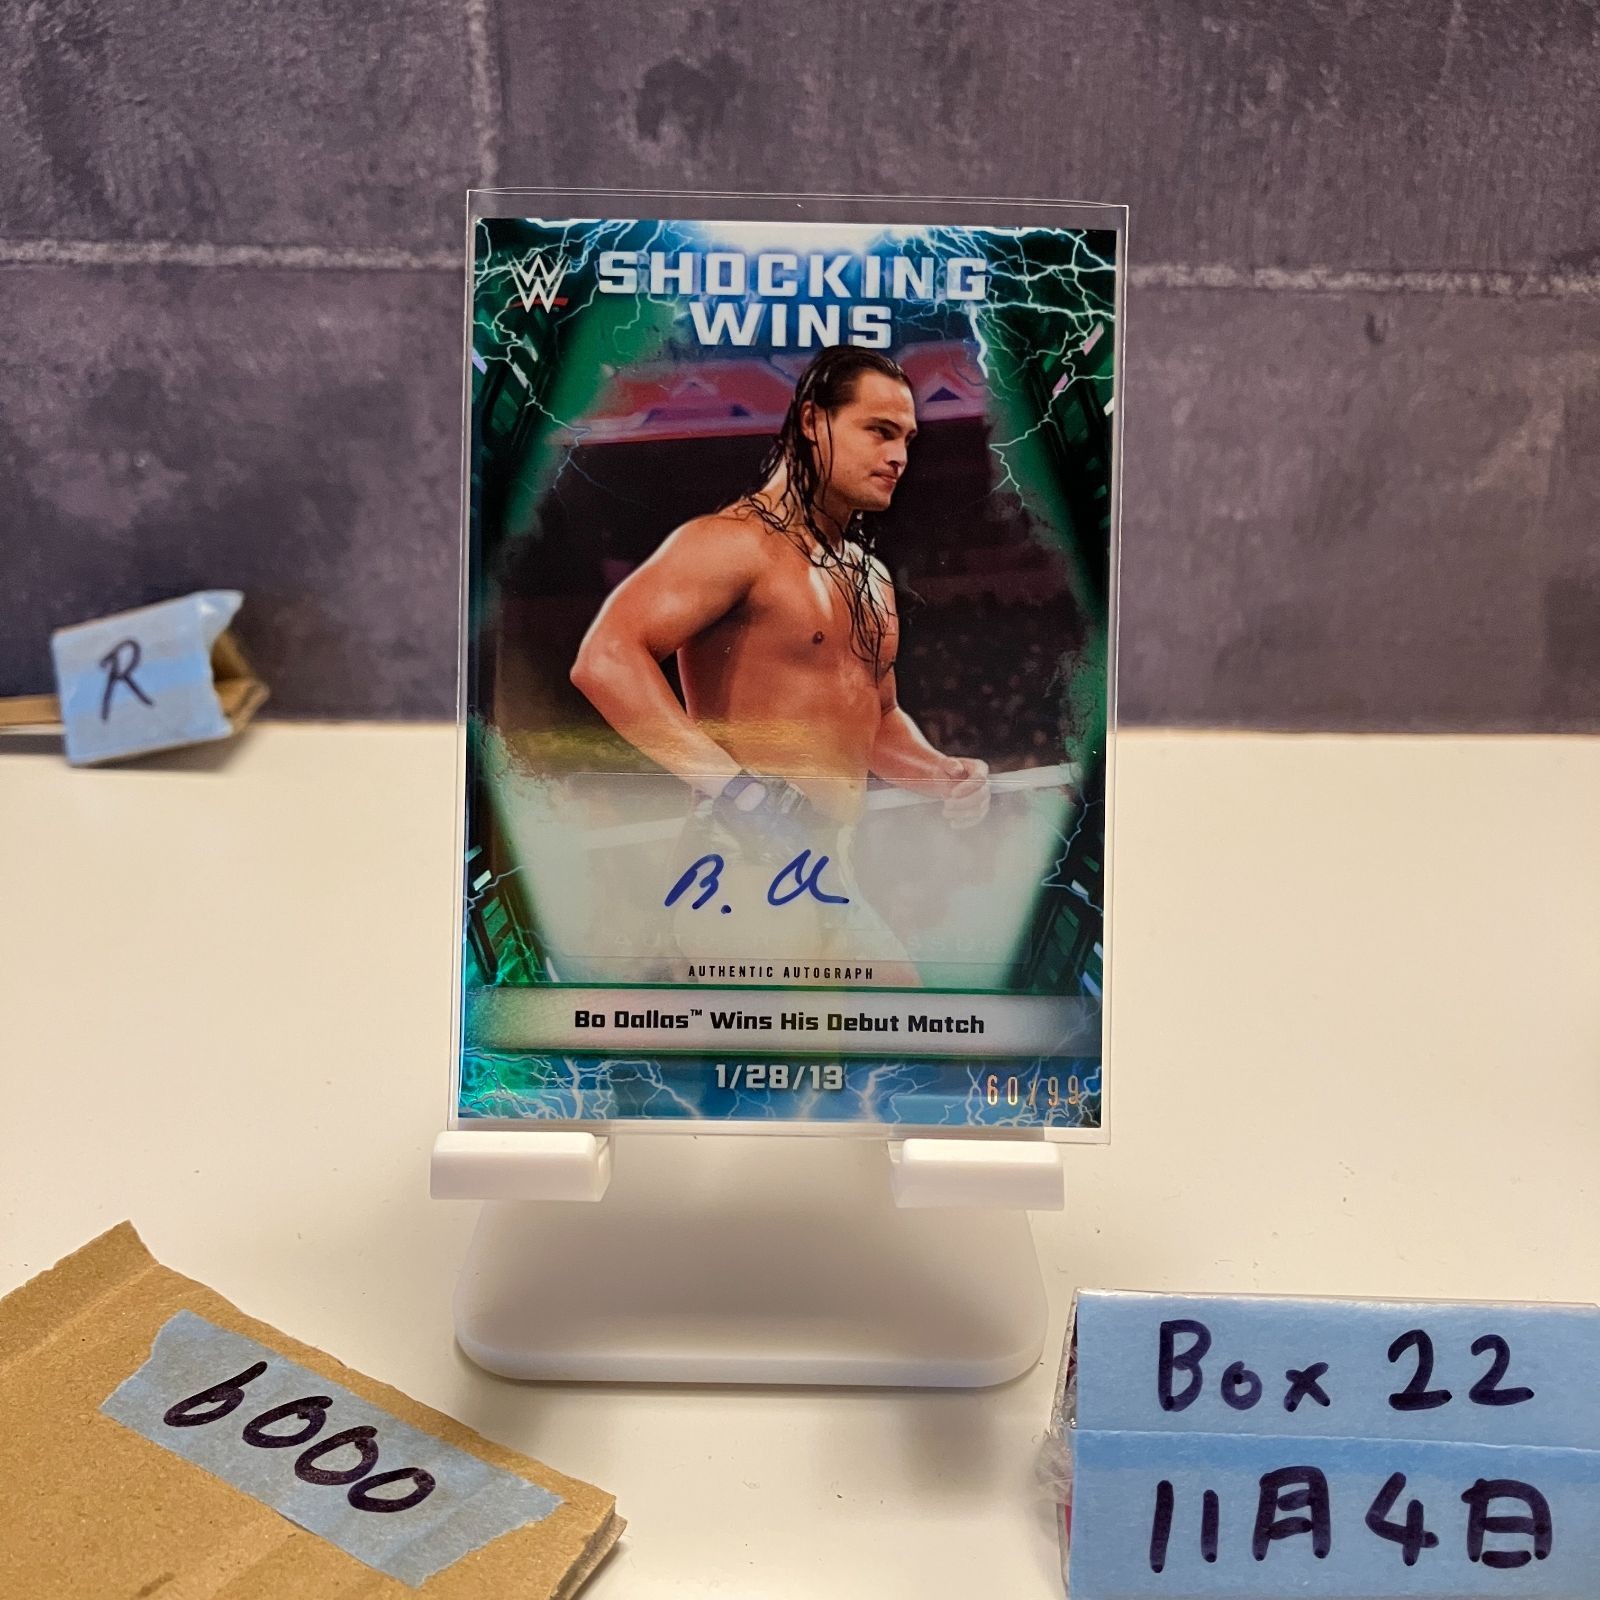 W
SHOCKING
WINS
R
B.
AUTHENTIC AUTOGRAPH
Bo Dallas™ Wins His Debut Match
1/28/13
60/99
6000
Box 22
11月4日